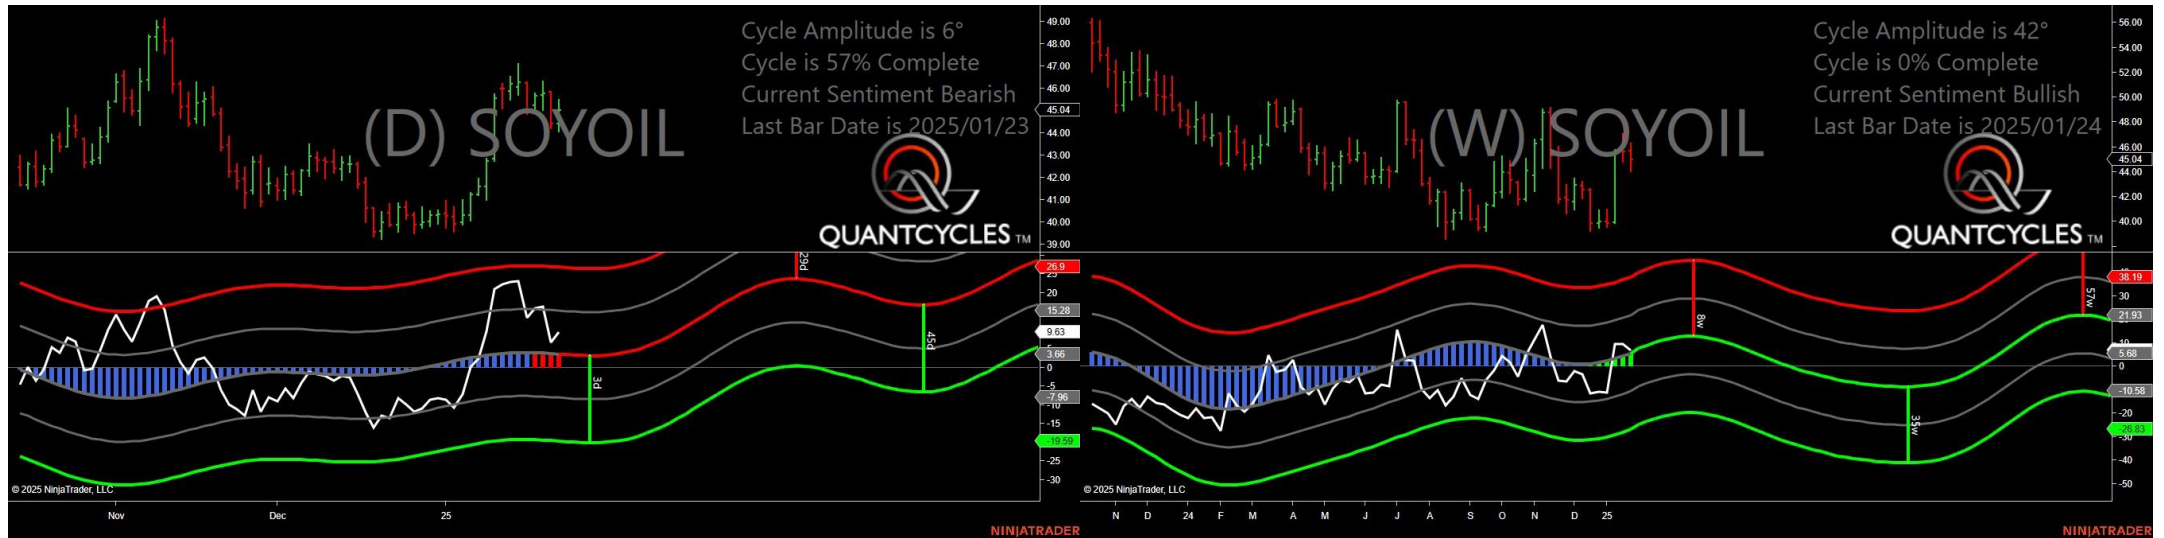 Cycle Amplitude is 6°
Cycle is 57% Complete
Current Sentiment Bearish
Last Bar Date is 2025/01/23
(D) SOYOIL
QUANTCYCLES TM
49.00
48.00
47.00
46.00
45.04
44.00
43.00
42.00
41.00
40.00
39.00
29d
3d
45d
26.9
25
20
15.28
9.63
3.66
0
-5
-7.96
-10
-15
-19.59
-25
-30
© 2025 NinjaTrader, LLC
Nov Dec 25
NINJATRADER
Cycle Amplitude is 42°
Cycle is 0% Complete
Current Sentiment Bullish
Last Bar Date is 2025/01/24
(W) SOYOIL
QUANTCYCLES TM
56.00
54.00
52.00
50.00
48.00
46.00
45.04
44.00
42.00
40.00
8w
35w
57w
38.19
30
21.93
10
5.68
0
-10.58
-20
-26.83
-30
-40
-50
© 2025 NinjaTrader, LLC
N D 24 F M A M J J A S O N D 25
NINJATRADER